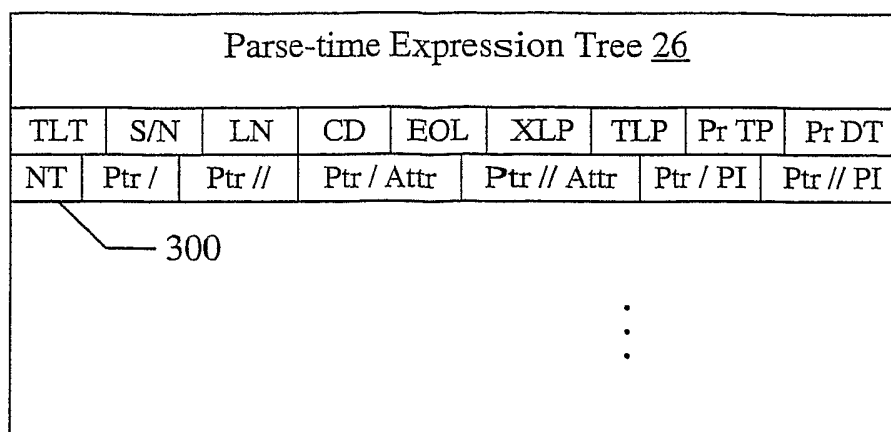 Parse-time Expression Tree 26
TLT S/N LN CD EOL XLP TLP Pr TP Pr DT
NT Ptr / Ptr // Ptr / Attr Ptr // Attr Ptr / PI Ptr // PI
300